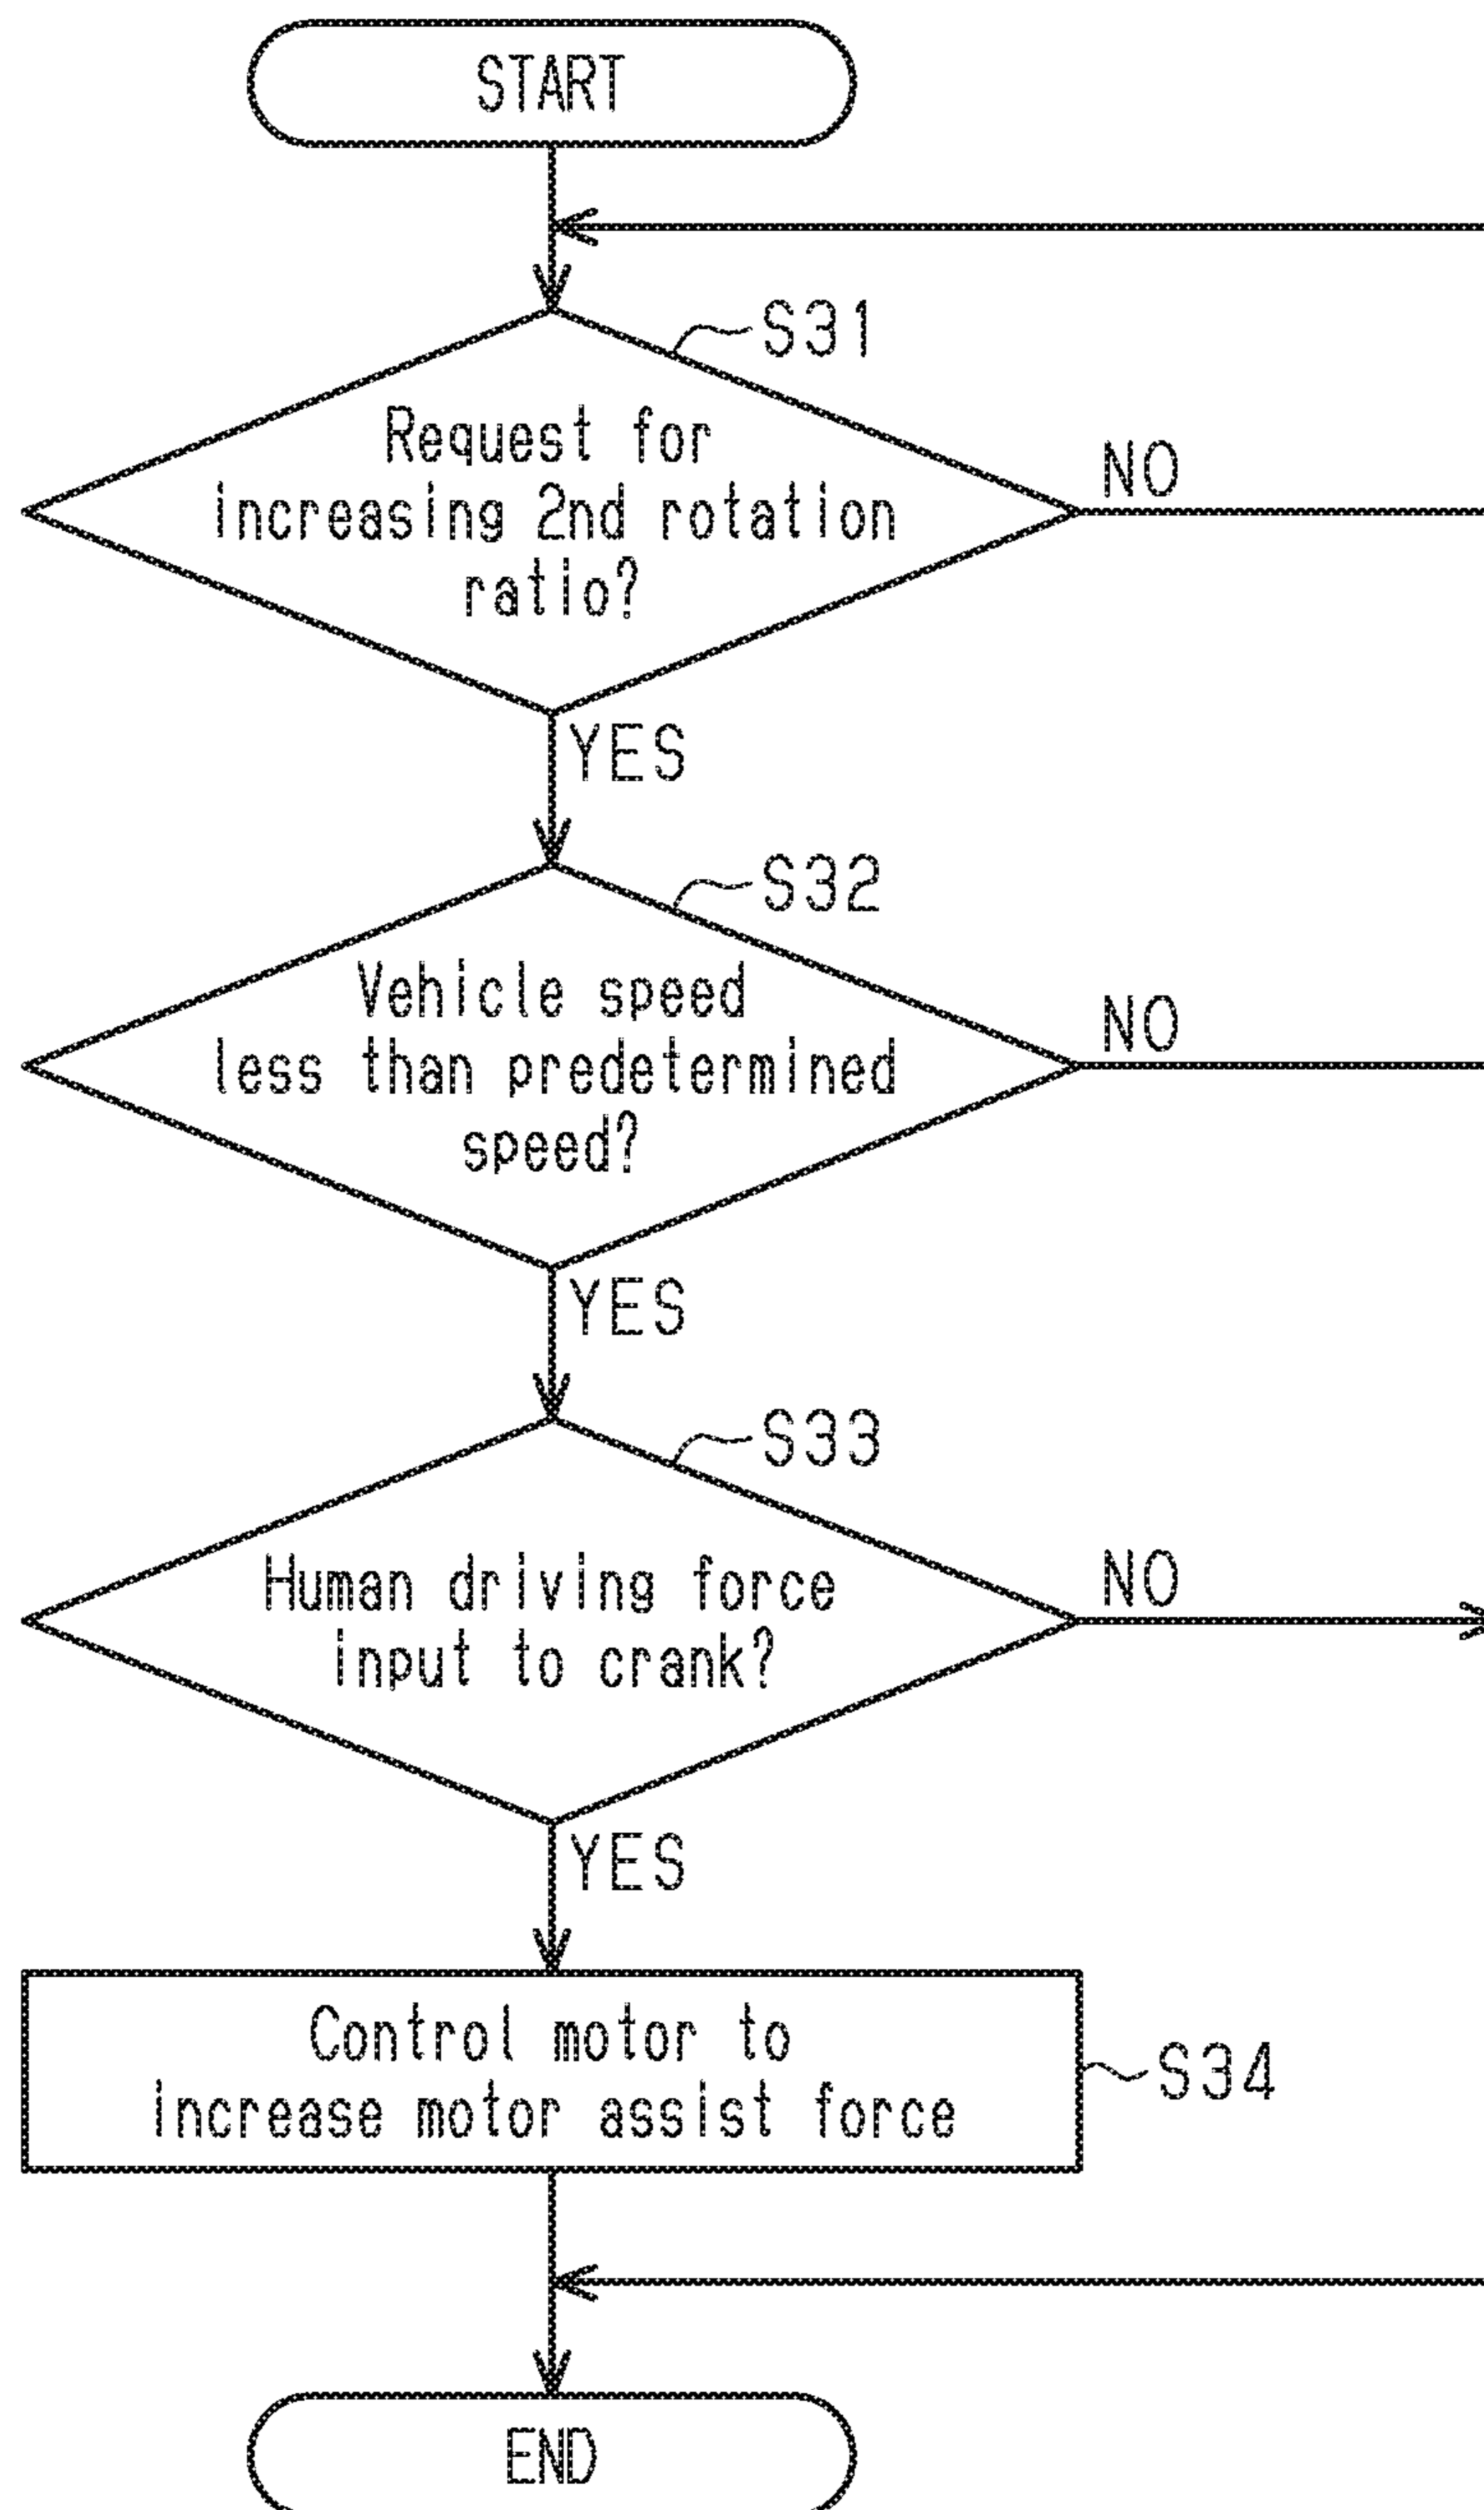 START
S31
Request for
increasing 2nd rotation
ratio?
NO
YES
S32
Vehicle speed
less than predetermined
speed?
NO
YES
S33
Human driving force
input to crank?
NO
YES
Control motor to
increase motor assist force
S34
END